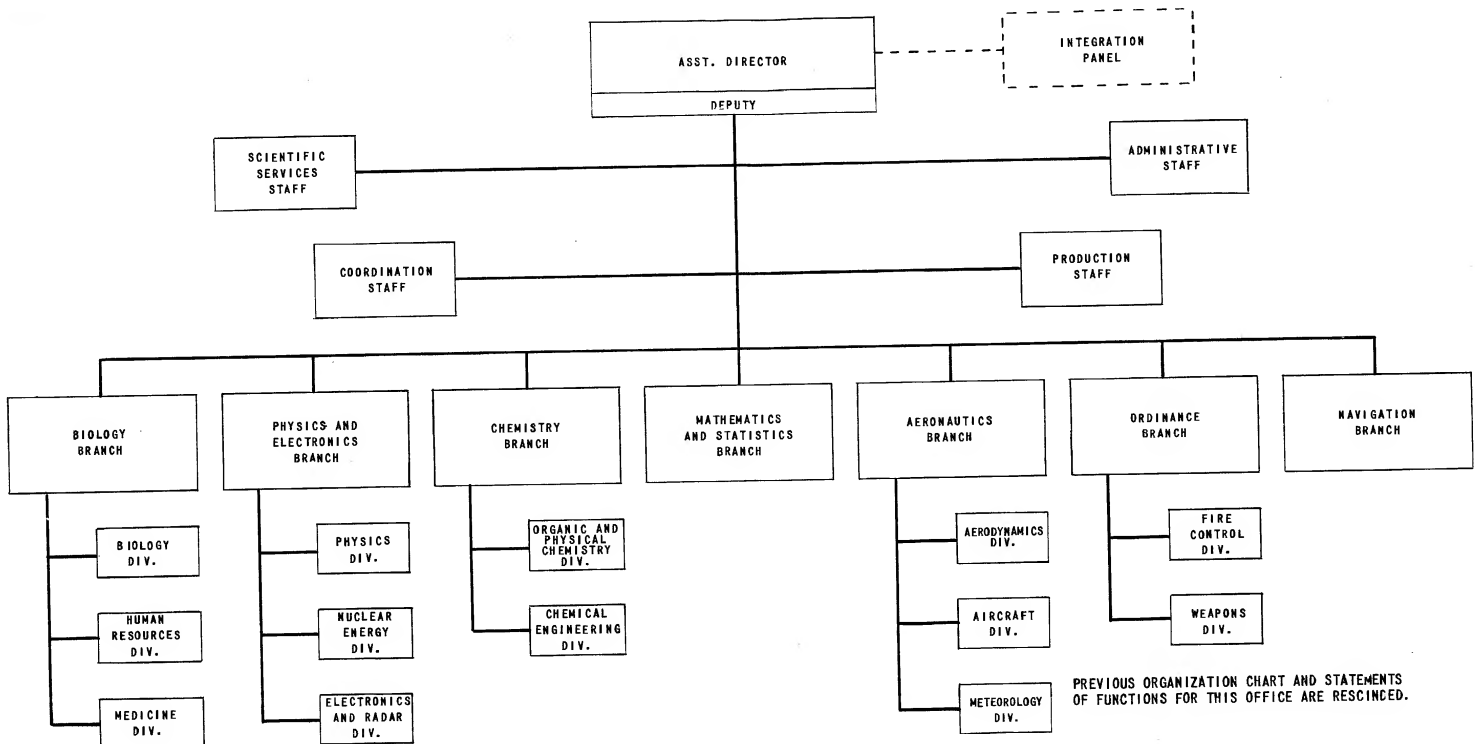 ASST. DIRECTOR
DEPUTY
INTEGRATION
PANEL
SCIENTIFIC
SERVICES
STAFF
ADMINISTRATIVE
STAFF
COORDINATION
STAFF
PRODUCTION
STAFF
BIOLOGY
BRANCH
PHYSICS AND
ELECTRONICS
BRANCH
CHEMISTRY
BRANCH
MATHEMATICS
AND STATISTICS
BRANCH
AERONAUTICS
BRANCH
ORDINANCE
BRANCH
NAVIGATION
BRANCH
BIOLOGY
DIV.
HUMAN
RESOURCES
DIV.
MEDICINE
DIV.
PHYSICS
DIV.
NUCLEAR
ENERGY
DIV.
ELECTRONICS
AND RADAR
DIV.
ORGANIC AND
PHYSICAL
CHEMISTRY
DIV.
CHEMICAL
ENGINEERING
DIV.
AERODYNAMICS
DIV.
AIRCRAFT
DIV.
METEOROLOGY
DIV.
FIRE
CONTROL
DIV.
WEAPONS
DIV.
PREVIOUS ORGANIZATION CHART AND STATEMENTS
OF FUNCTIONS FOR THIS OFFICE ARE RESCINDED.